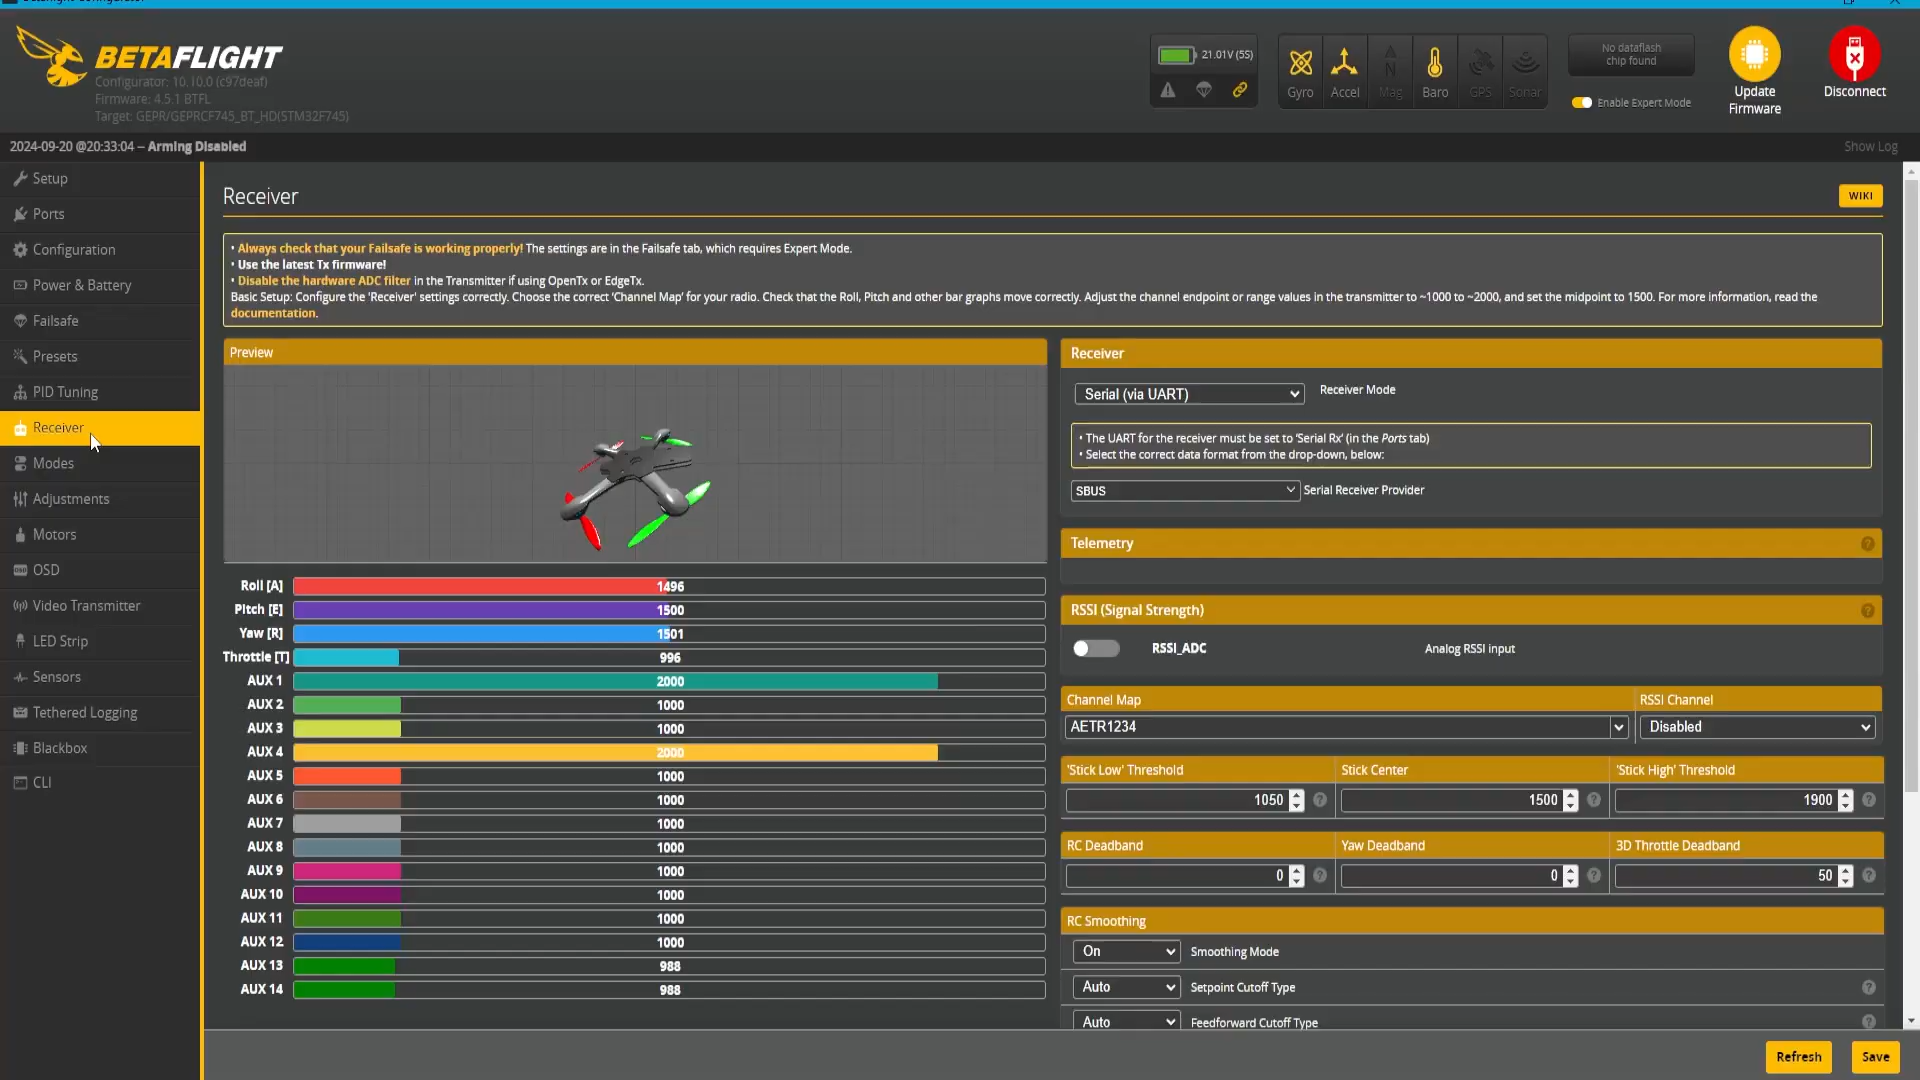 BETAFLIGHT
Configurator: 10.10.0 (c97deaf)
Firmware: 4.5.1 BTFL
Target: GEPR/GEPRCF745_BT_HD(STM32F745)
21.01V (5S)
Gyro
Accel
Mag
Baro
GPS
Sonar
No dataflash
chip found
Enable Expert Mode
Update
Firmware
Disconnect
2024-09-20 @20:33:04 -- Arming Disabled
Show Log
Setup
Ports
Configuration
Power & Battery
Failsafe
Presets
PID Tuning
Receiver
Modes
Adjustments
Motors
OSD
Video Transmitter
LED Strip
Sensors
Tethered Logging
Blackbox
CLI
Receiver
WIKI
• Always check that your Failsafe is working properly! The settings are in the Failsafe tab, which requires Expert Mode.
• Use the latest Tx firmware!
• Disable the hardware ADC filter in the Transmitter if using OpenTx or EdgeTx.
Basic Setup: Configure the 'Receiver' settings correctly. Choose the correct 'Channel Map' for your radio. Check that the Roll, Pitch and other bar graphs move correctly. Adjust the channel endpoint or range values in the transmitter to ~1000 to ~2000, and set the midpoint to 1500. For more information, read the
documentation.
Preview
Roll [A] 1496
Pitch [E] 1500
Yaw [R] 1501
Throttle [T] 996
AUX 1 2000
AUX 2 1000
AUX 3 1000
AUX 4 2000
AUX 5 1000
AUX 6 1000
AUX 7 1000
AUX 8 1000
AUX 9 1000
AUX 10 1000
AUX 11 1000
AUX 12 1000
AUX 13 988
AUX 14 988
Receiver
Serial (via UART) Receiver Mode
• The UART for the receiver must be set to 'Serial Rx' (in the Ports tab)
• Select the correct data format from the drop-down, below:
SBUS Serial Receiver Provider
Telemetry
RSSI (Signal Strength)
RSSI_ADC Analog RSSI input
Channel Map RSSI Channel
AETR1234 Disabled
'Stick Low' Threshold Stick Center 'Stick High' Threshold
1050 1500 1900
RC Deadband Yaw Deadband 3D Throttle Deadband
0 0 50
RC Smoothing
On Smoothing Mode
Auto Setpoint Cutoff Type
Auto Feedforward Cutoff Type
Refresh Save